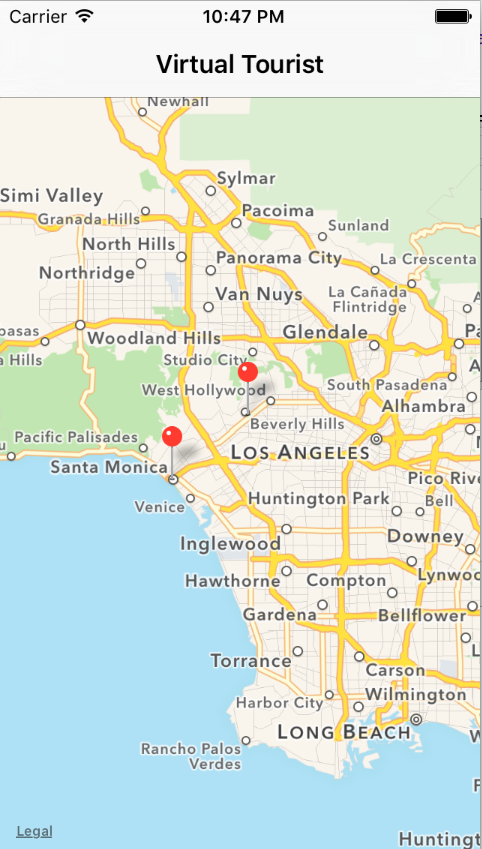 Carrier 10:47 PM
Virtual Tourist
Newhall
Sylmar
Simi Valley
Granada Hills
Pacoima
Sunland
North Hills
Panorama City
La Crescenta
Northridge
Van Nuys
La Cañada
Flintridge
Glendale
Woodland Hills
Studio City
West Hollywood
South Pasadena
Alhambra
Beverly Hills
Pacific Palisades
LOS ANGELES
Santa Monica
Pico Rive
Venice
Huntington Park
Bell
Inglewood
Downey
Hawthorne
Compton
Lynwoo
Gardena
Bellflower
Torrance
Carson
Harbor City
Wilmington
LONG BEACH
Rancho Palos
Verdes
Legal
Huntingt